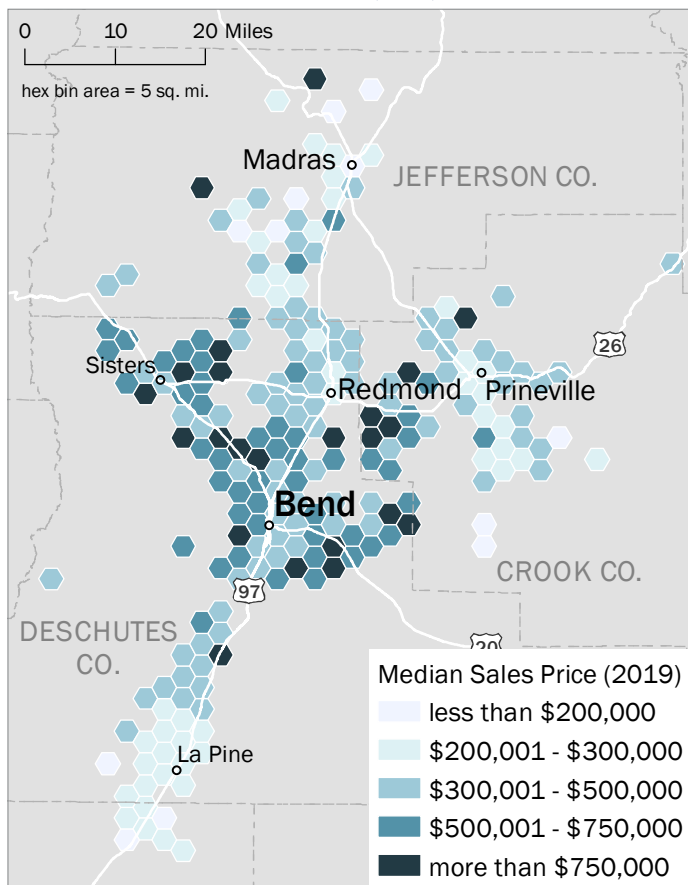 0 10 20 Miles
hex bin area = 5 sq. mi.
Madras
JEFFERSON CO.
26
Sisters
Redmond
Prineville
Bend
CROOK CO.
97
DESCHUTES
CO.
20
Median Sales Price (2019)
less than $200,000
$200,001 - $300,000
La Pine
$300,001 - $500,000
$500,001 - $750,000
more than $750,000